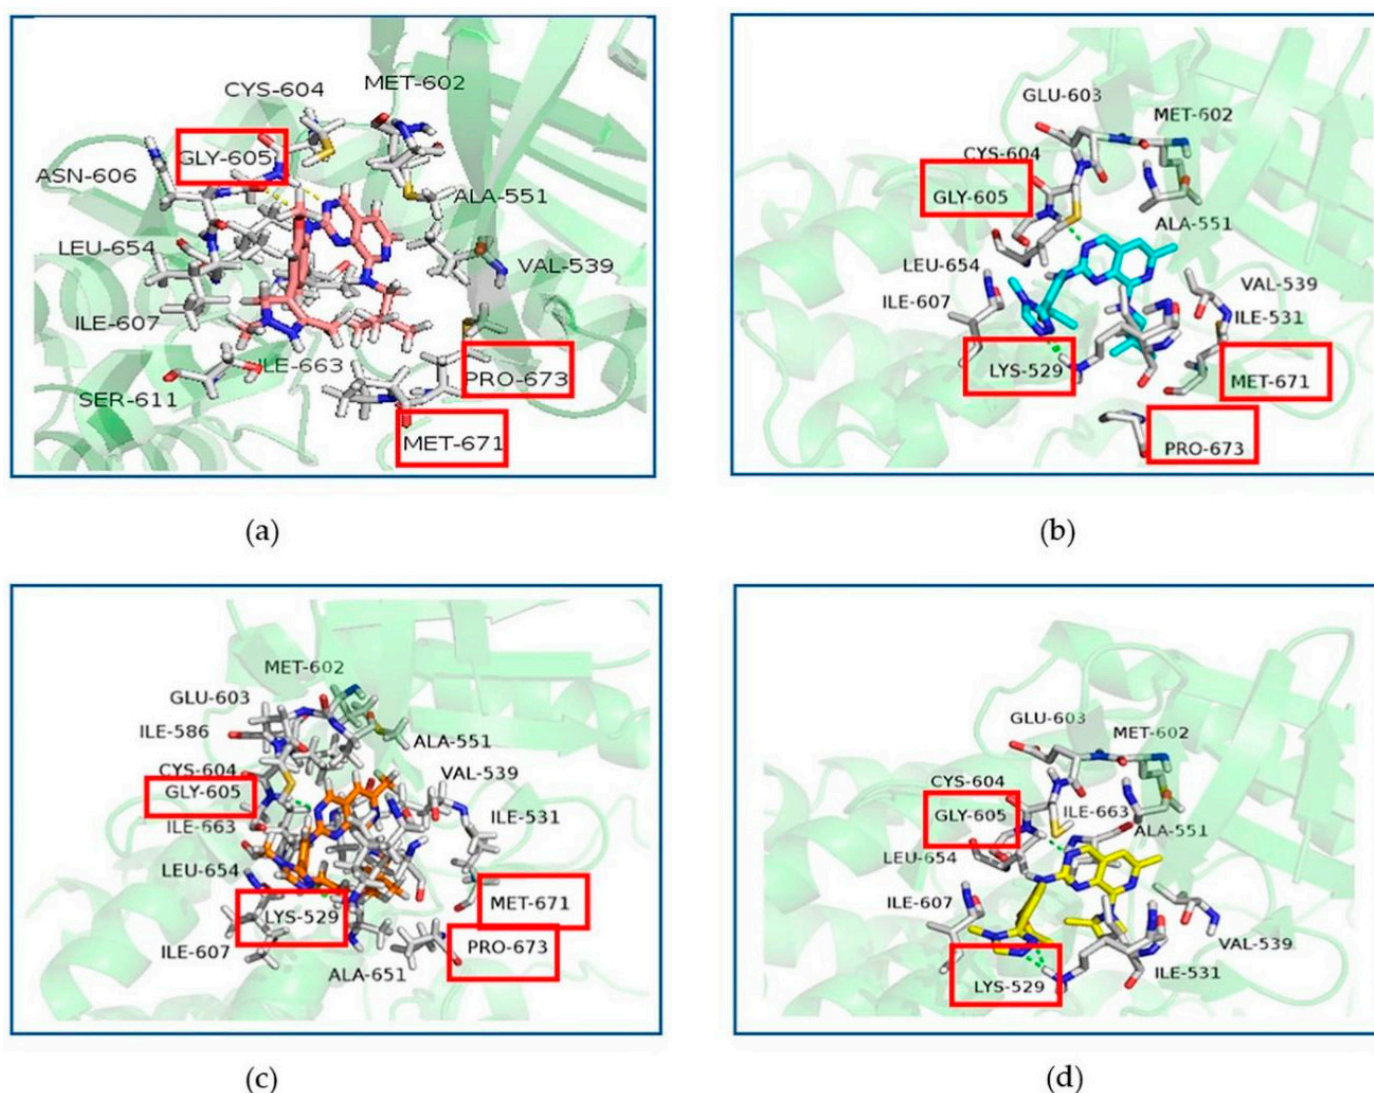 MET-602
CYS-604
GLY-605
ASN-606
ALA-551
LEU-654
VAL-539
ILE-607
ILE-663
PRO-673
SER-611
MET-671
(a)
GLU-603
MET-602
CYS-604
GLY-605
ALA-551
LEU-654
VAL-539
ILE-607
ILE-531
LYS-529
MET-671
PRO-673
(b)
MET-602
GLU-603
ILE-586
ALA-551
CYS-604
VAL-539
GLY-605
ILE-531
ILE-663
LEU-654
MET-671
LYS-529
ILE-607
PRO-673
ALA-651
(c)
GLU-603
MET-602
CYS-604
GLY-605
ILE-663
ALA-551
LEU-654
ILE-607
VAL-539
ILE-531
LYS-529
(d)